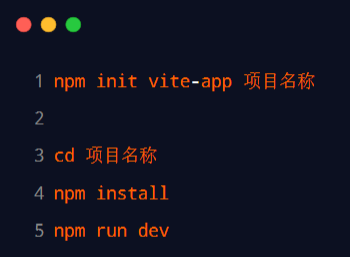 1 npm init vite-app 项目名称
2
3 cd 项目名称
4 npm install
5 npm run dev